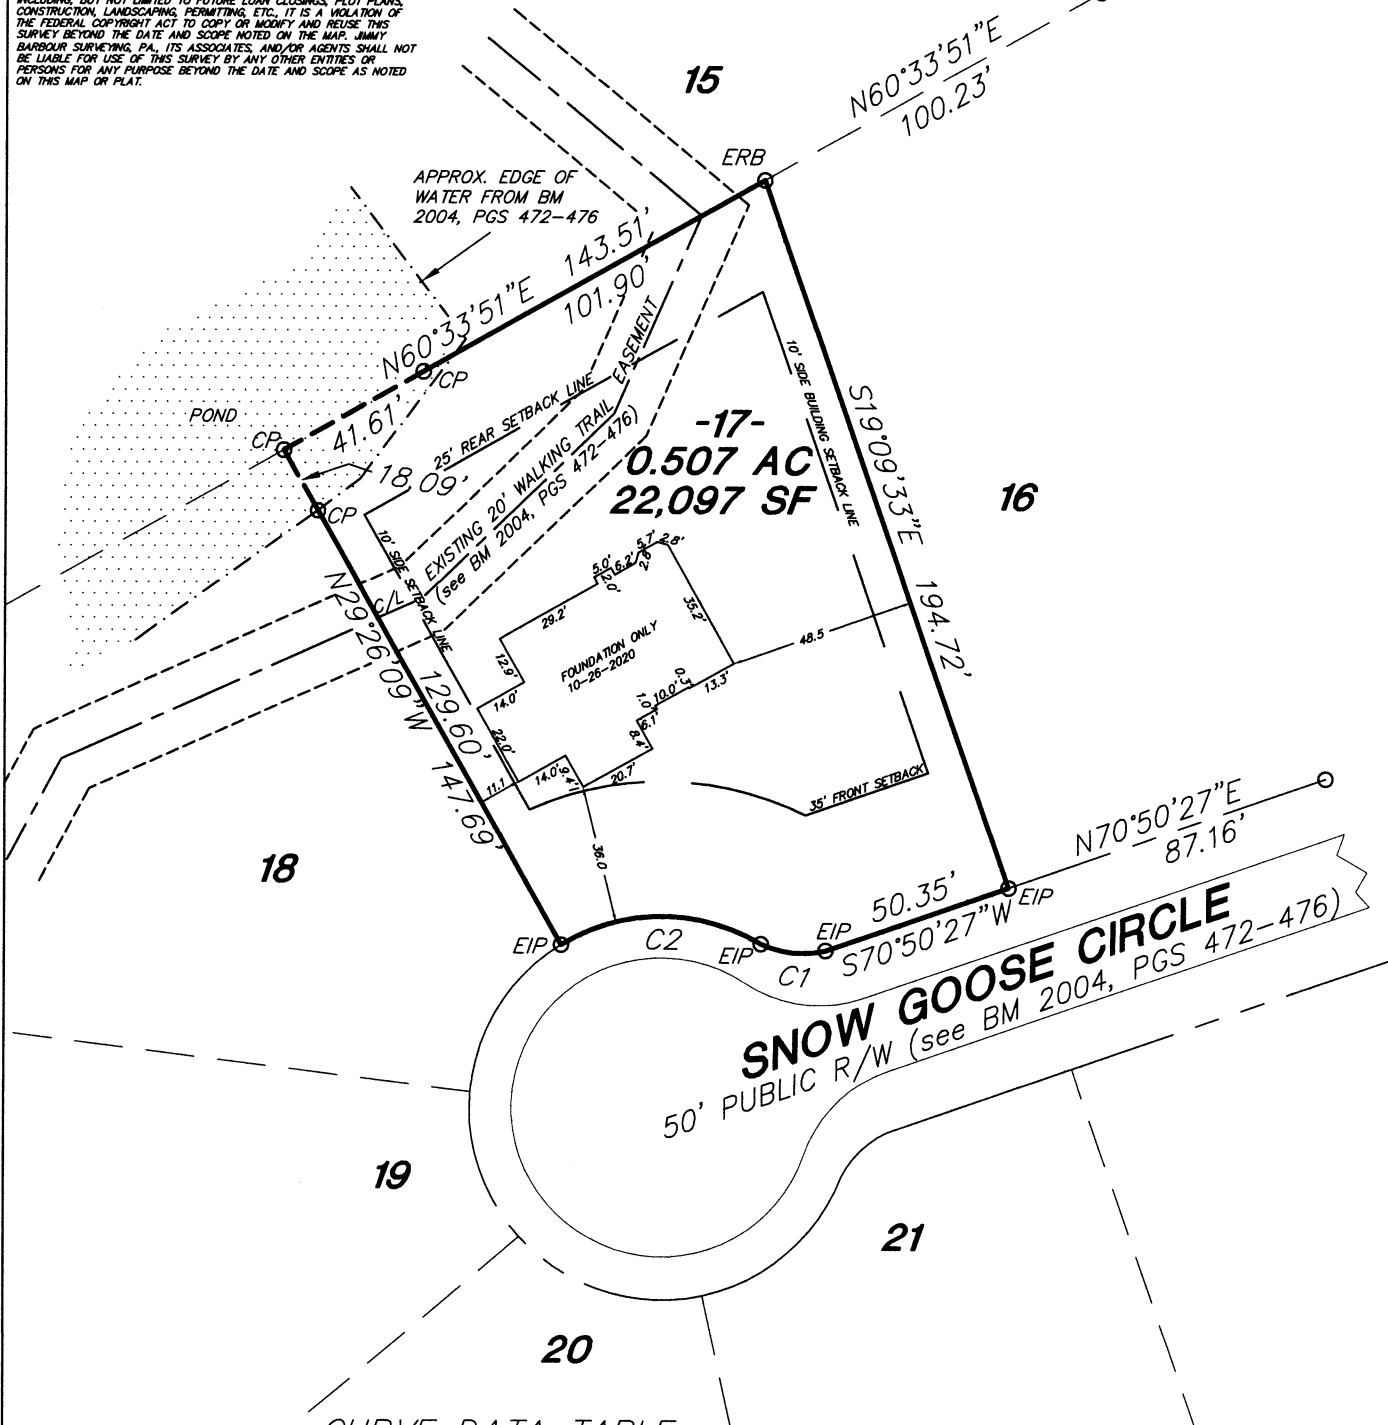 INCLUDING, BUT NOT LIMITED TO FUTURE LOAN CLOSINGS, PLOT PLANS,
CONSTRUCTION, LANDSCAPING, PERMITTING, ETC., IT IS A VIOLATION OF
THE FEDERAL COPYRIGHT ACT TO COPY OR MODIFY AND REUSE THIS
SURVEY BEYOND THE DATE AND SCOPE NOTED ON THE MAP. JIMMY
BARBOUR SURVEYING, PA., ITS ASSOCIATES, AND/OR AGENTS SHALL NOT
BE LIABLE FOR USE OF THIS SURVEY BY ANY OTHER ENTITIES OR
PERSONS FOR ANY PURPOSE BEYOND THE DATE AND SCOPE AS NOTED
ON THIS MAP OR PLAT.
15
N60°33'51"E
100.23'
ERB
APPROX. EDGE OF
WATER FROM BM
2004, PGS 472-476
143.51'
N60°33'51"E
101.90'
CP
POND
CP
41.61'
18.09'
CP
25' REAR SETBACK LINE
EASEMENT
EXISTING 20' WALKING TRAIL
(see BM 2004, PGS 472-476)
10' SIDE BUILDING SETBACK LINE
-17-
0.507 AC
22,097 SF
S19°09'33"E
194.72'
16
10' SIDE SETBACK LINE
C/L
N29°26'09"W
147.69'
129.60'
5.7'
2.8'
2.8'
6.2'
5.0'
2.0'
29.2'
35.2'
12.9'
FOUNDATION ONLY
10-26-2020
48.5
14.0'
13.3'
0.3'
10.0'
1.0'
6.1'
8.4'
22.0'
14.0'
9.4'
20.7'
11.1
36.0
35' FRONT SETBACK
18
N70°50'27"E
87.16'
50.35'
S70°50'27"W
EIP
EIP
EIP
EIP
C2
C1
SNOW GOOSE CIRCLE
50' PUBLIC R/W (see BM 2004, PGS 472-476)
19
21
20
CURVE DATA TABLE